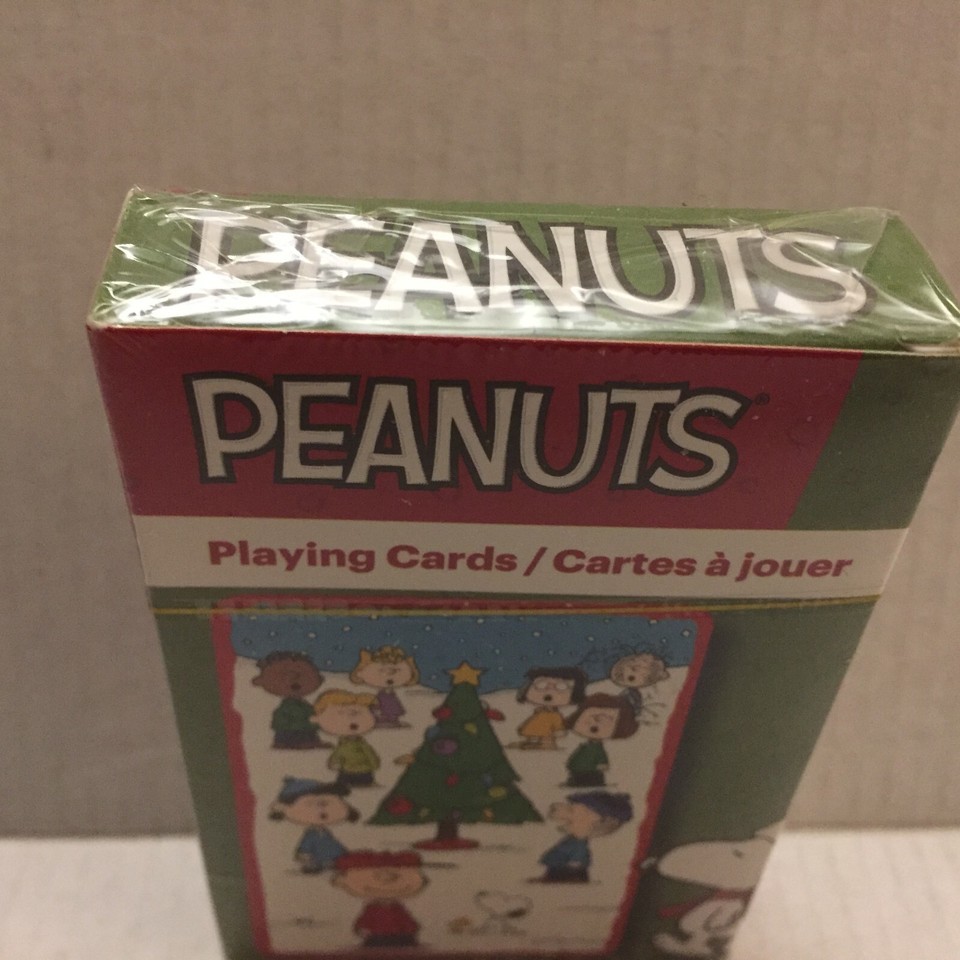 PEANUTS
PEANUTS®
Playing Cards / Cartes à jouer